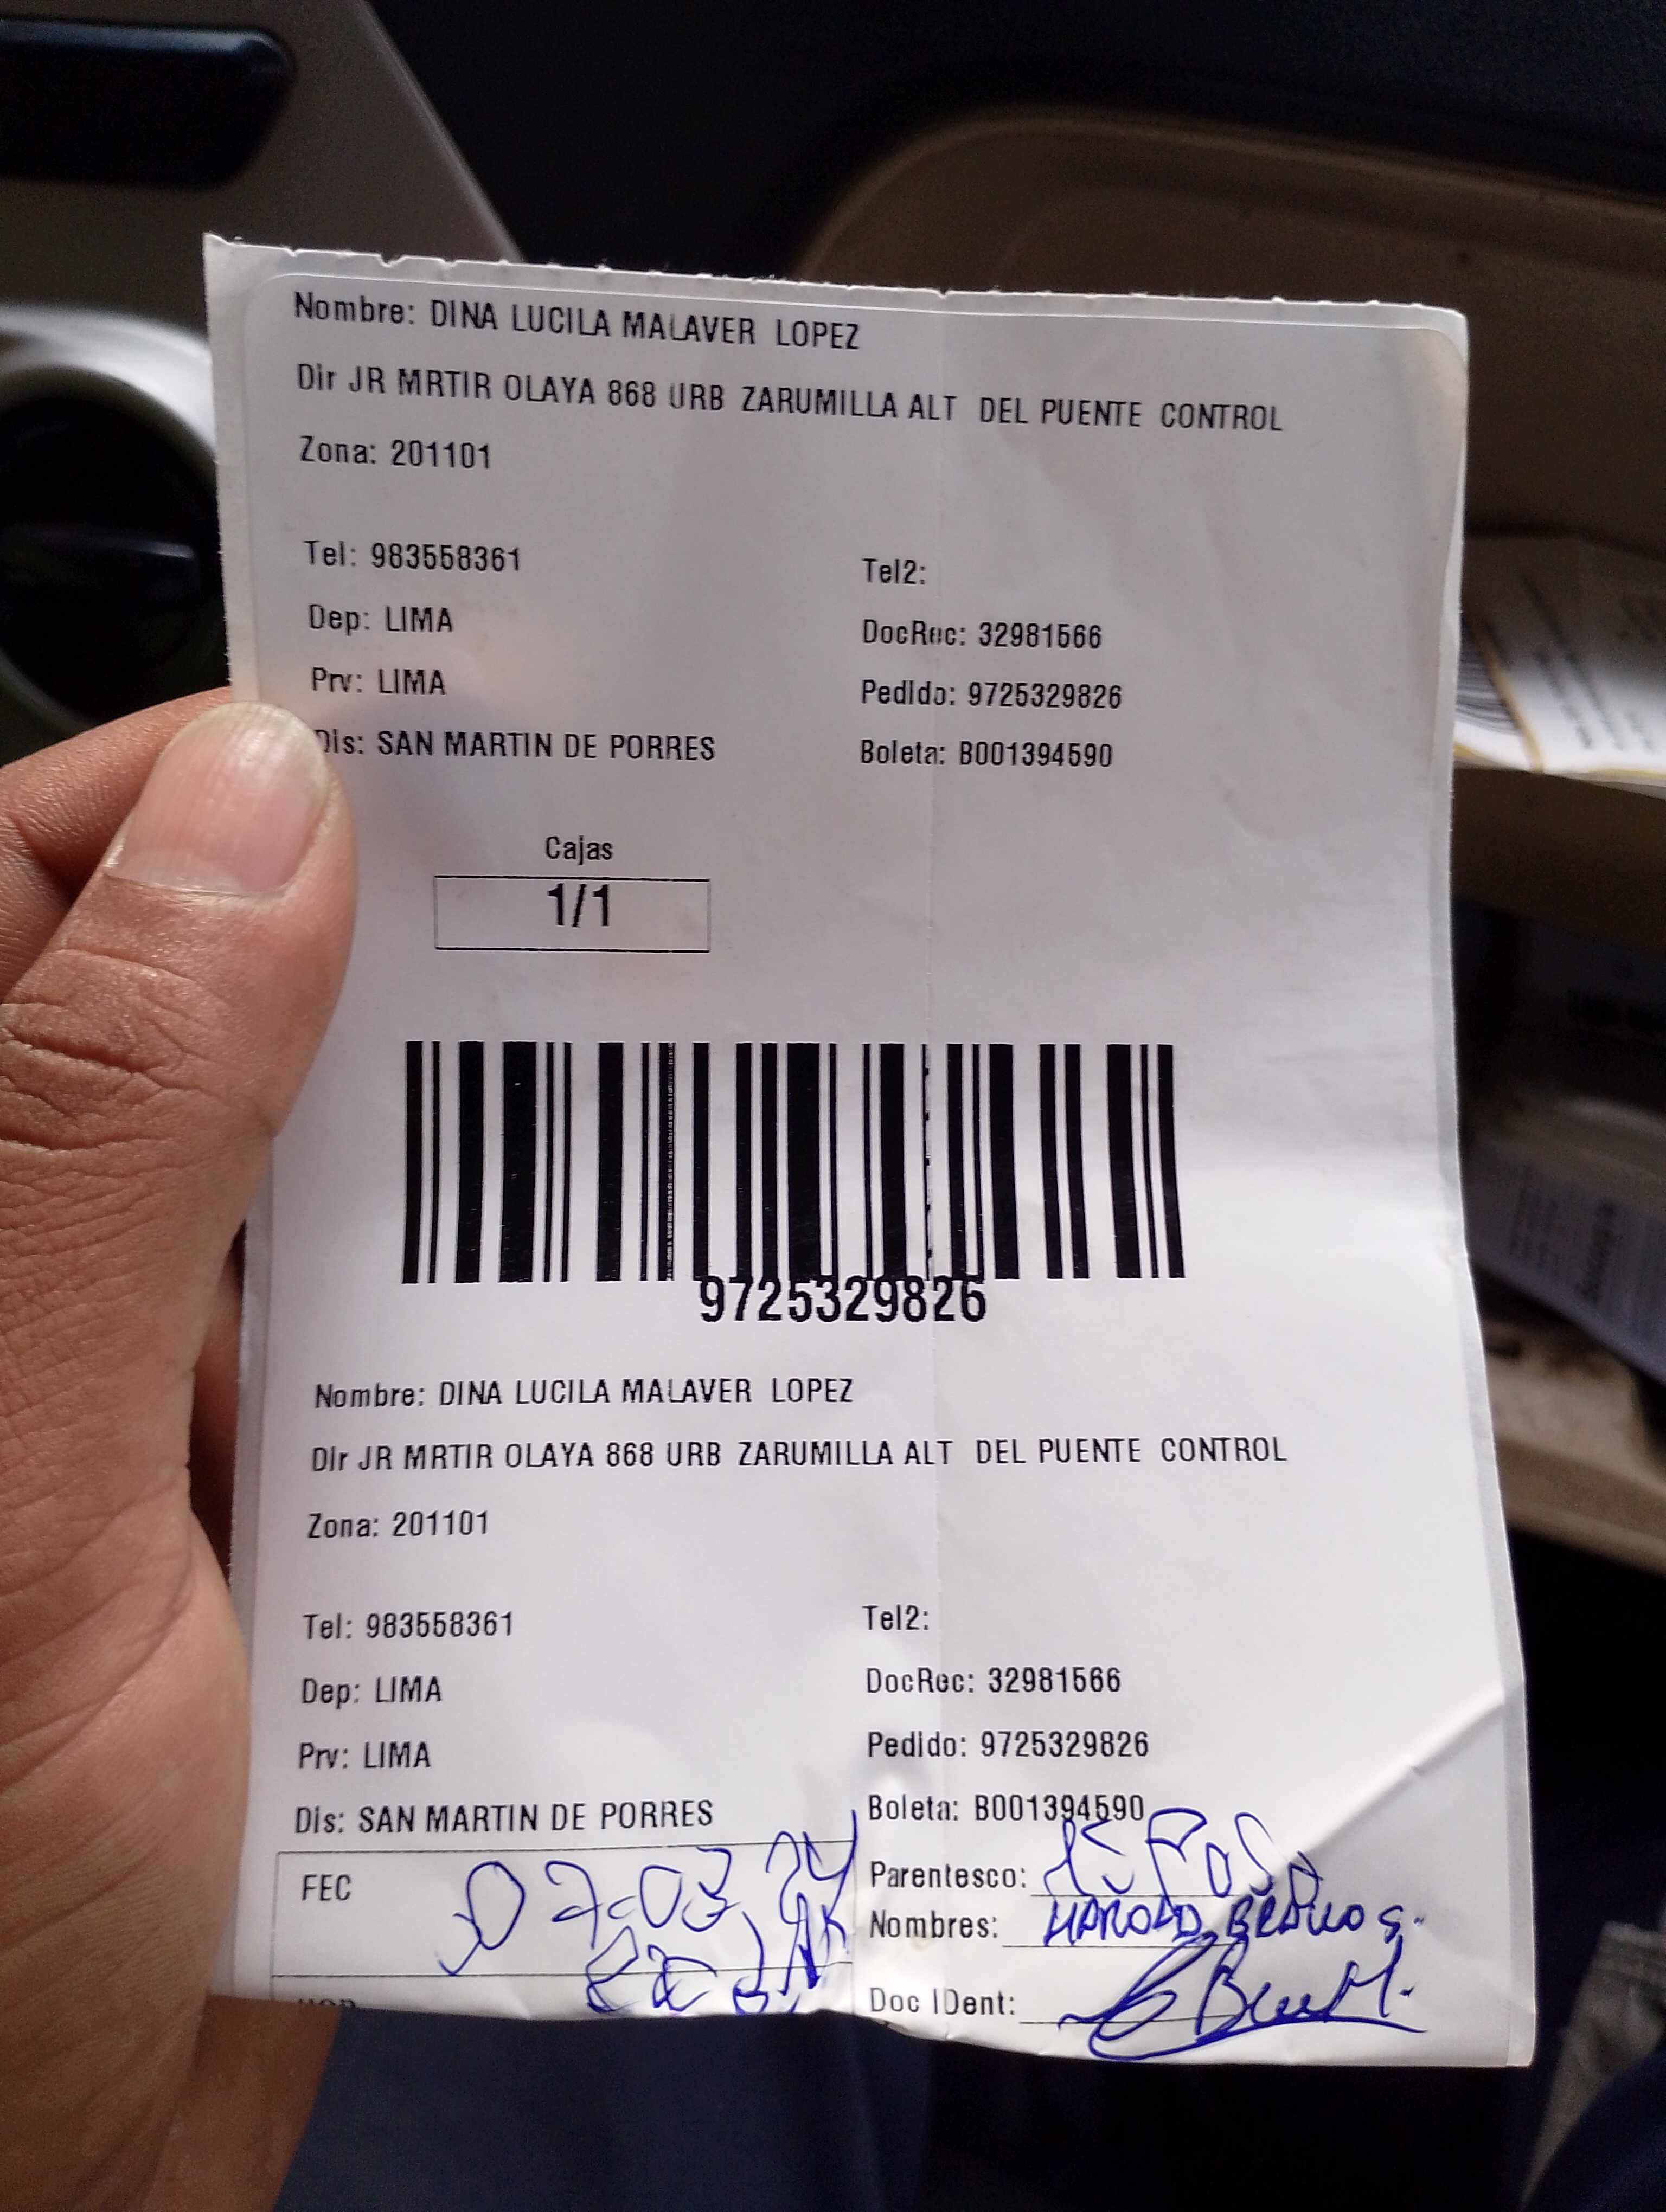 Nombre: DINA LUCILA MALAVER LOPEZ
Dir JR MRTIR OLAYA 868 URB ZARUMILLA ALT DEL PUENTE CONTROL
Zona: 201101
Tel: 983558361 Tel2:
Dep: LIMA DocRec: 32981566
Prv: LIMA Pedido: 9725329826
Dis: SAN MARTIN DE PORRES Boleta: B001394590
Cajas
1/1
9725329826
Nombre: DINA LUCILA MALAVER LOPEZ
Dir JR MRTIR OLAYA 868 URB ZARUMILLA ALT DEL PUENTE CONTROL
Zona: 201101
Tel: 983558361 Tel2:
Dep: LIMA DocRec: 32981566
Prv: LIMA Pedido: 9725329826
Dis: SAN MARTIN DE PORRES Boleta: B001394590
FEC 07-03-24 Parentesco:
Nombres: HAROLD
Doc IDent: